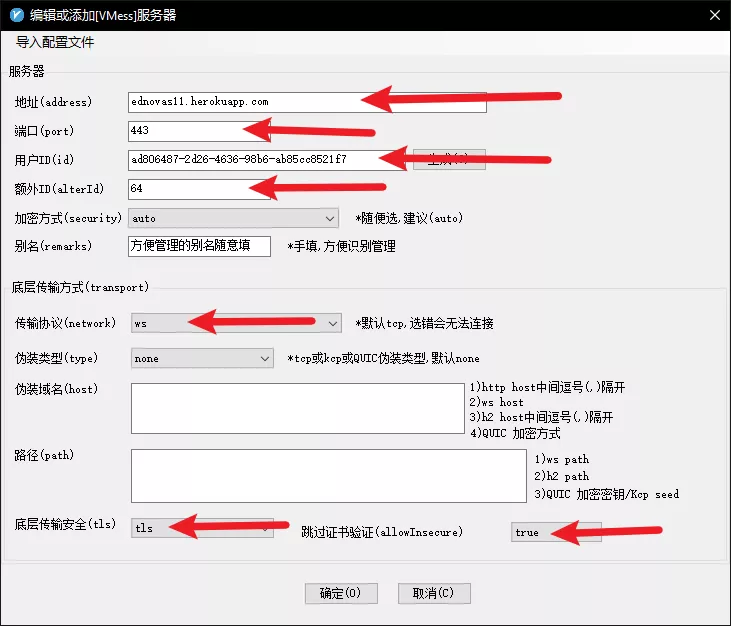 编辑或添加[VMess]服务器
导入配置文件
服务器
地址(address) ednovas11.herokuapp.com
端口(port) 443
用户ID(id) ad806487-2d26-4636-98b6-ab85cc8521f7
额外ID(alterId) 64
加密方式(security) auto *随便选,建议(auto)
别名(remarks) 方便管理的别名随意填 *手填,方便识别管理
底层传输方式(transport)
传输协议(network) ws *默认tcp,选错会无法连接
伪装类型(type) none *tcp或kcp或QUIC伪装类型,默认none
伪装域名(host) 1)http host中间逗号(,)隔开
2)ws host
3)h2 host中间逗号(,)隔开
4)QUIC 加密方式
路径(path) 1)ws path
2)h2 path
3)QUIC 加密密钥/Kcp seed
底层传输安全(tls) tls 跳过证书验证(allowInsecure) true
确定(O) 取消(C)